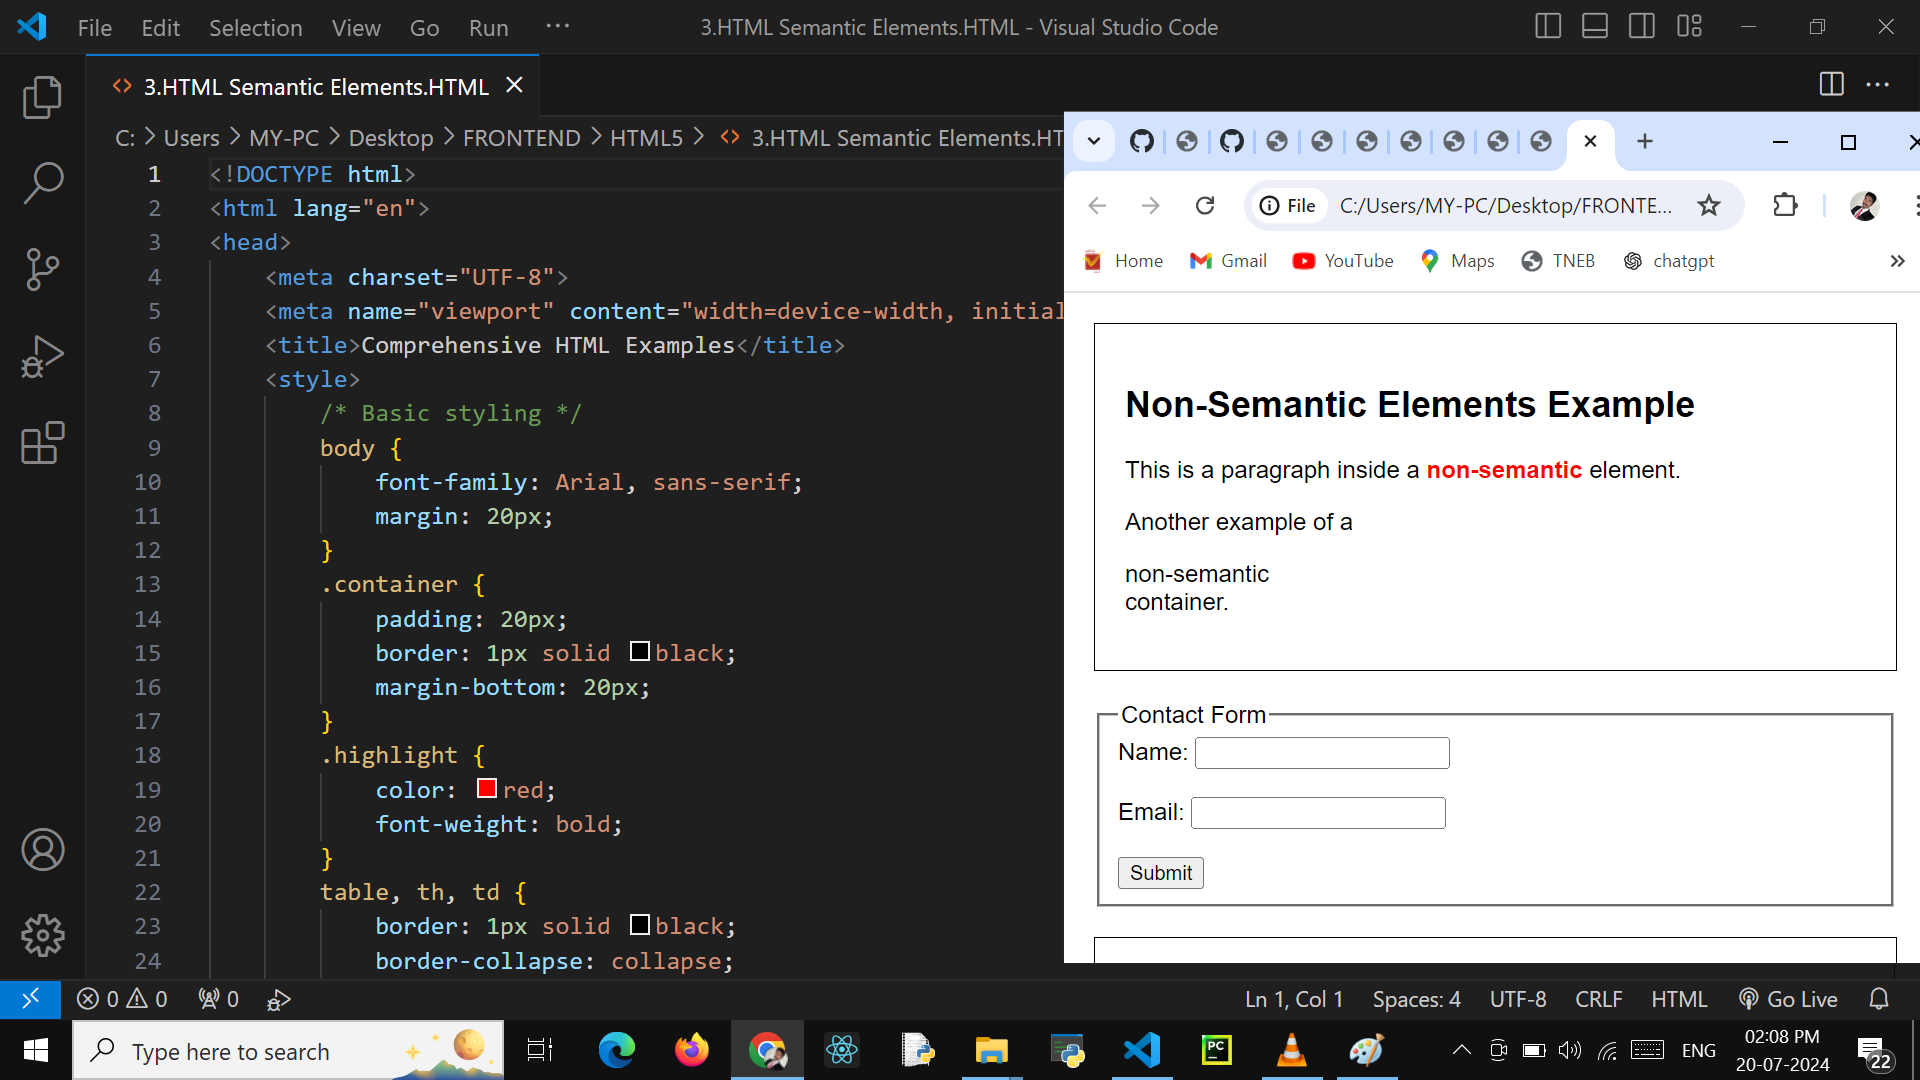 File Edit Selection View Go Run ··· 3.HTML Semantic Elements.HTML - Visual Studio Code
3.HTML Semantic Elements.HTML
C: > Users > MY-PC > Desktop > FRONTEND > HTML5 > 3.HTML Semantic Elements.HT
1 <!DOCTYPE html>
2 <html lang="en">
3 <head>
4 <meta charset="UTF-8">
5 <meta name="viewport" content="width=device-width, initial
6 <title>Comprehensive HTML Examples</title>
7 <style>
8 /* Basic styling */
9 body {
10 font-family: Arial, sans-serif;
11 margin: 20px;
12 }
13 .container {
14 padding: 20px;
15 border: 1px solid black;
16 margin-bottom: 20px;
17 }
18 .highlight {
19 color: red;
20 font-weight: bold;
21 }
22 table, th, td {
23 border: 1px solid black;
24 border-collapse: collapse;
File C:/Users/MY-PC/Desktop/FRONTE...
Home Gmail YouTube Maps TNEB chatgpt »
Non-Semantic Elements Example
This is a paragraph inside a non-semantic element.
Another example of a
non-semantic
container.
Contact Form
Name:
Email:
Submit
0 0 0 Ln 1, Col 1 Spaces: 4 UTF-8 CRLF HTML Go Live
Type here to search
PC
ENG
02:08 PM
20-07-2024
22